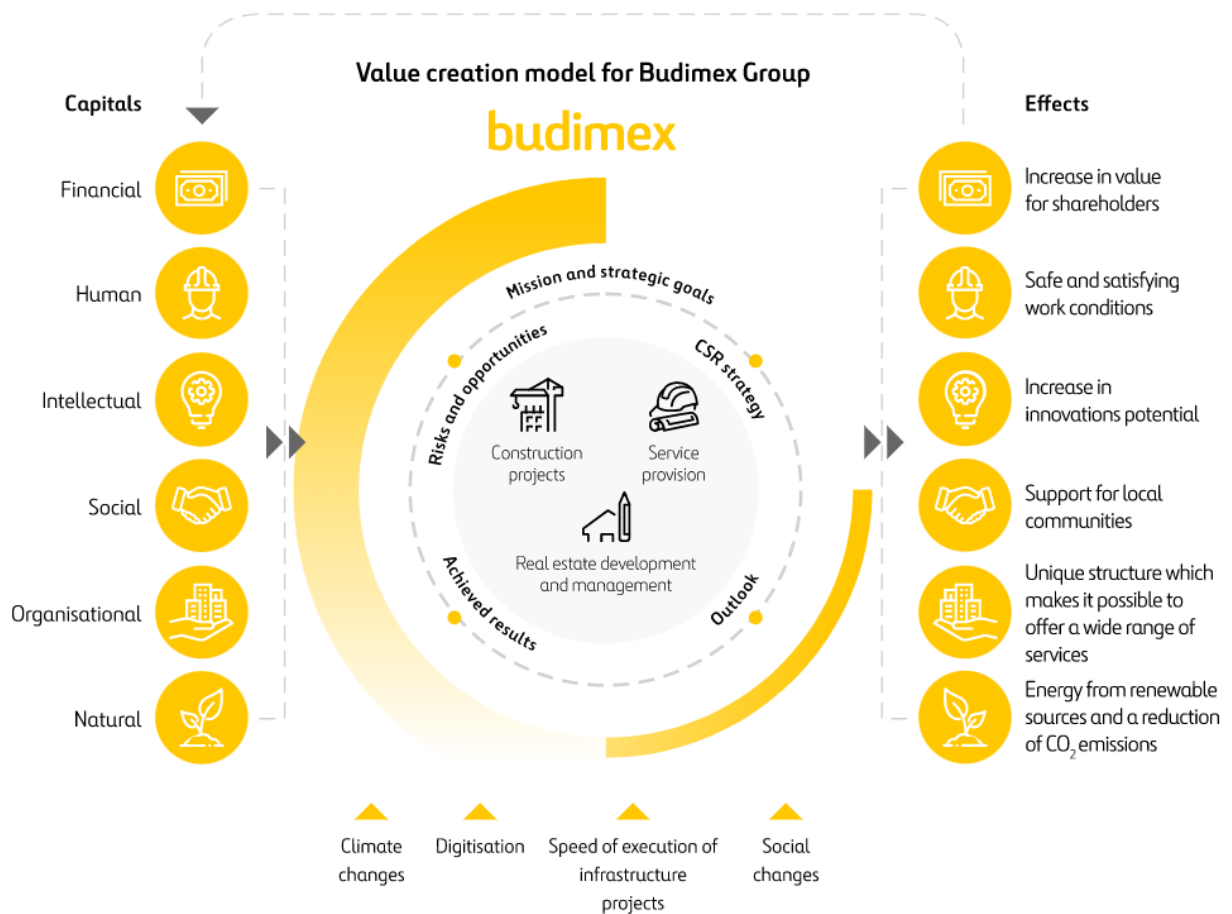 Value creation model for Budimex Group
budimex
Capitals
Financial
Human
Intellectual
Social
Organisational
Natural
Mission and strategic goals
Risks and opportunities
CSR strategy
Achieved results
Outlook
Construction
projects
Service
provision
Real estate development
and management
Effects
Increase in value
for shareholders
Safe and satisfying
work conditions
Increase in
innovations potential
Support for local
communities
Unique structure which
makes it possible to
offer a wide range of
services
Energy from renewable
sources and a reduction
of CO₂ emissions
Climate
changes
Digitisation
Speed of execution of
infrastructure
projects
Social
changes